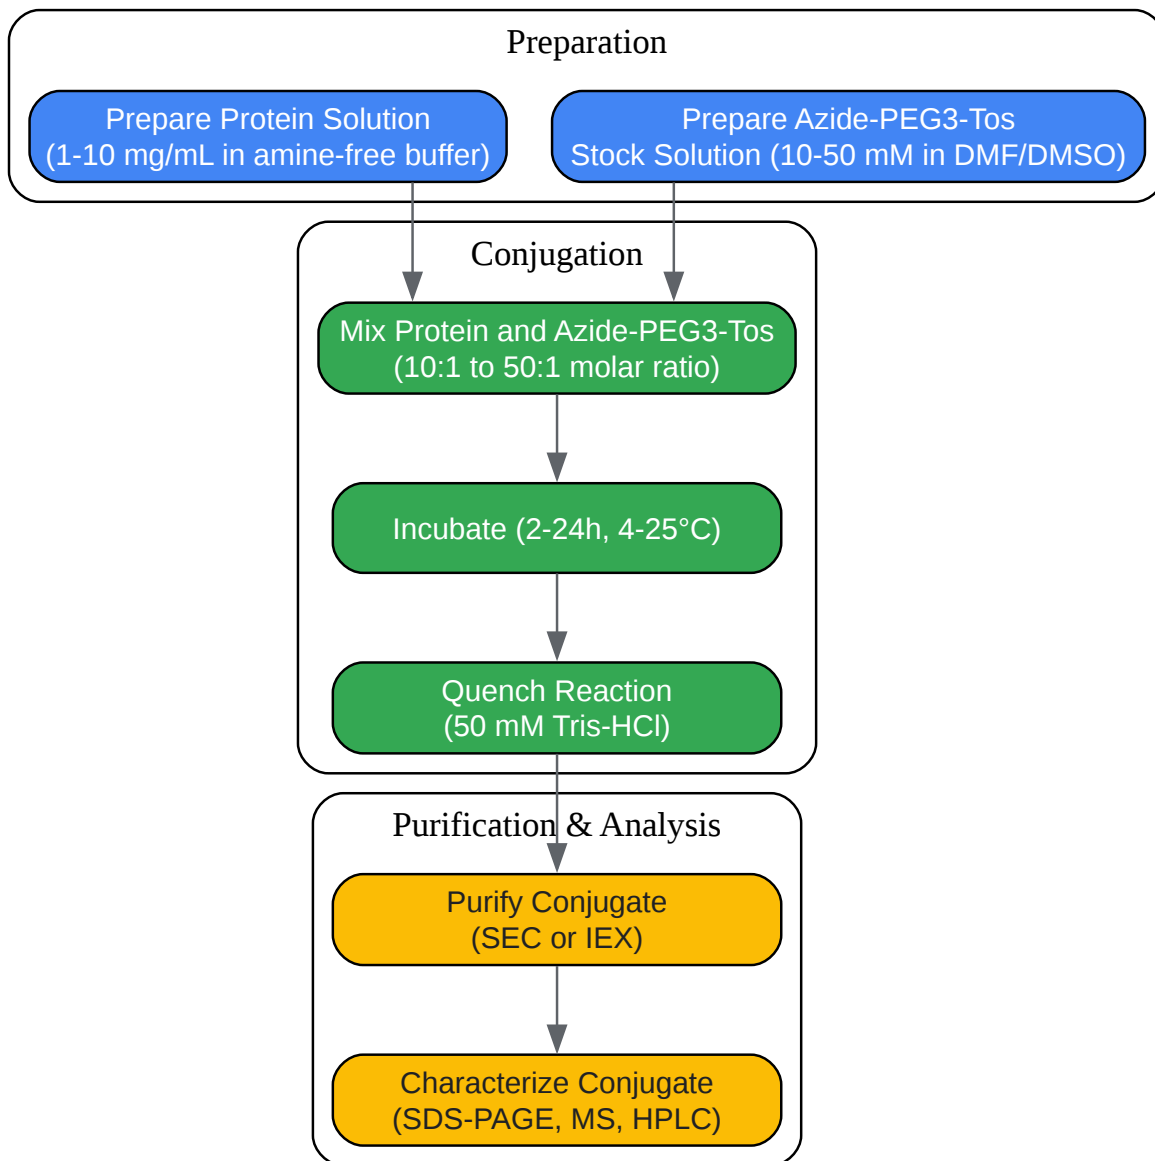 Preparation
Prepare Protein Solution
(1-10 mg/mL in amine-free buffer)
Prepare Azide-PEG3-Tos
Stock Solution (10-50 mM in DMF/DMSO)
Conjugation
Mix Protein and Azide-PEG3-Tos
(10:1 to 50:1 molar ratio)
Incubate (2-24h, 4-25°C)
Quench Reaction
(50 mM Tris-HCl)
Purification & Analysis
Purify Conjugate
(SEC or IEX)
Characterize Conjugate
(SDS-PAGE, MS, HPLC)